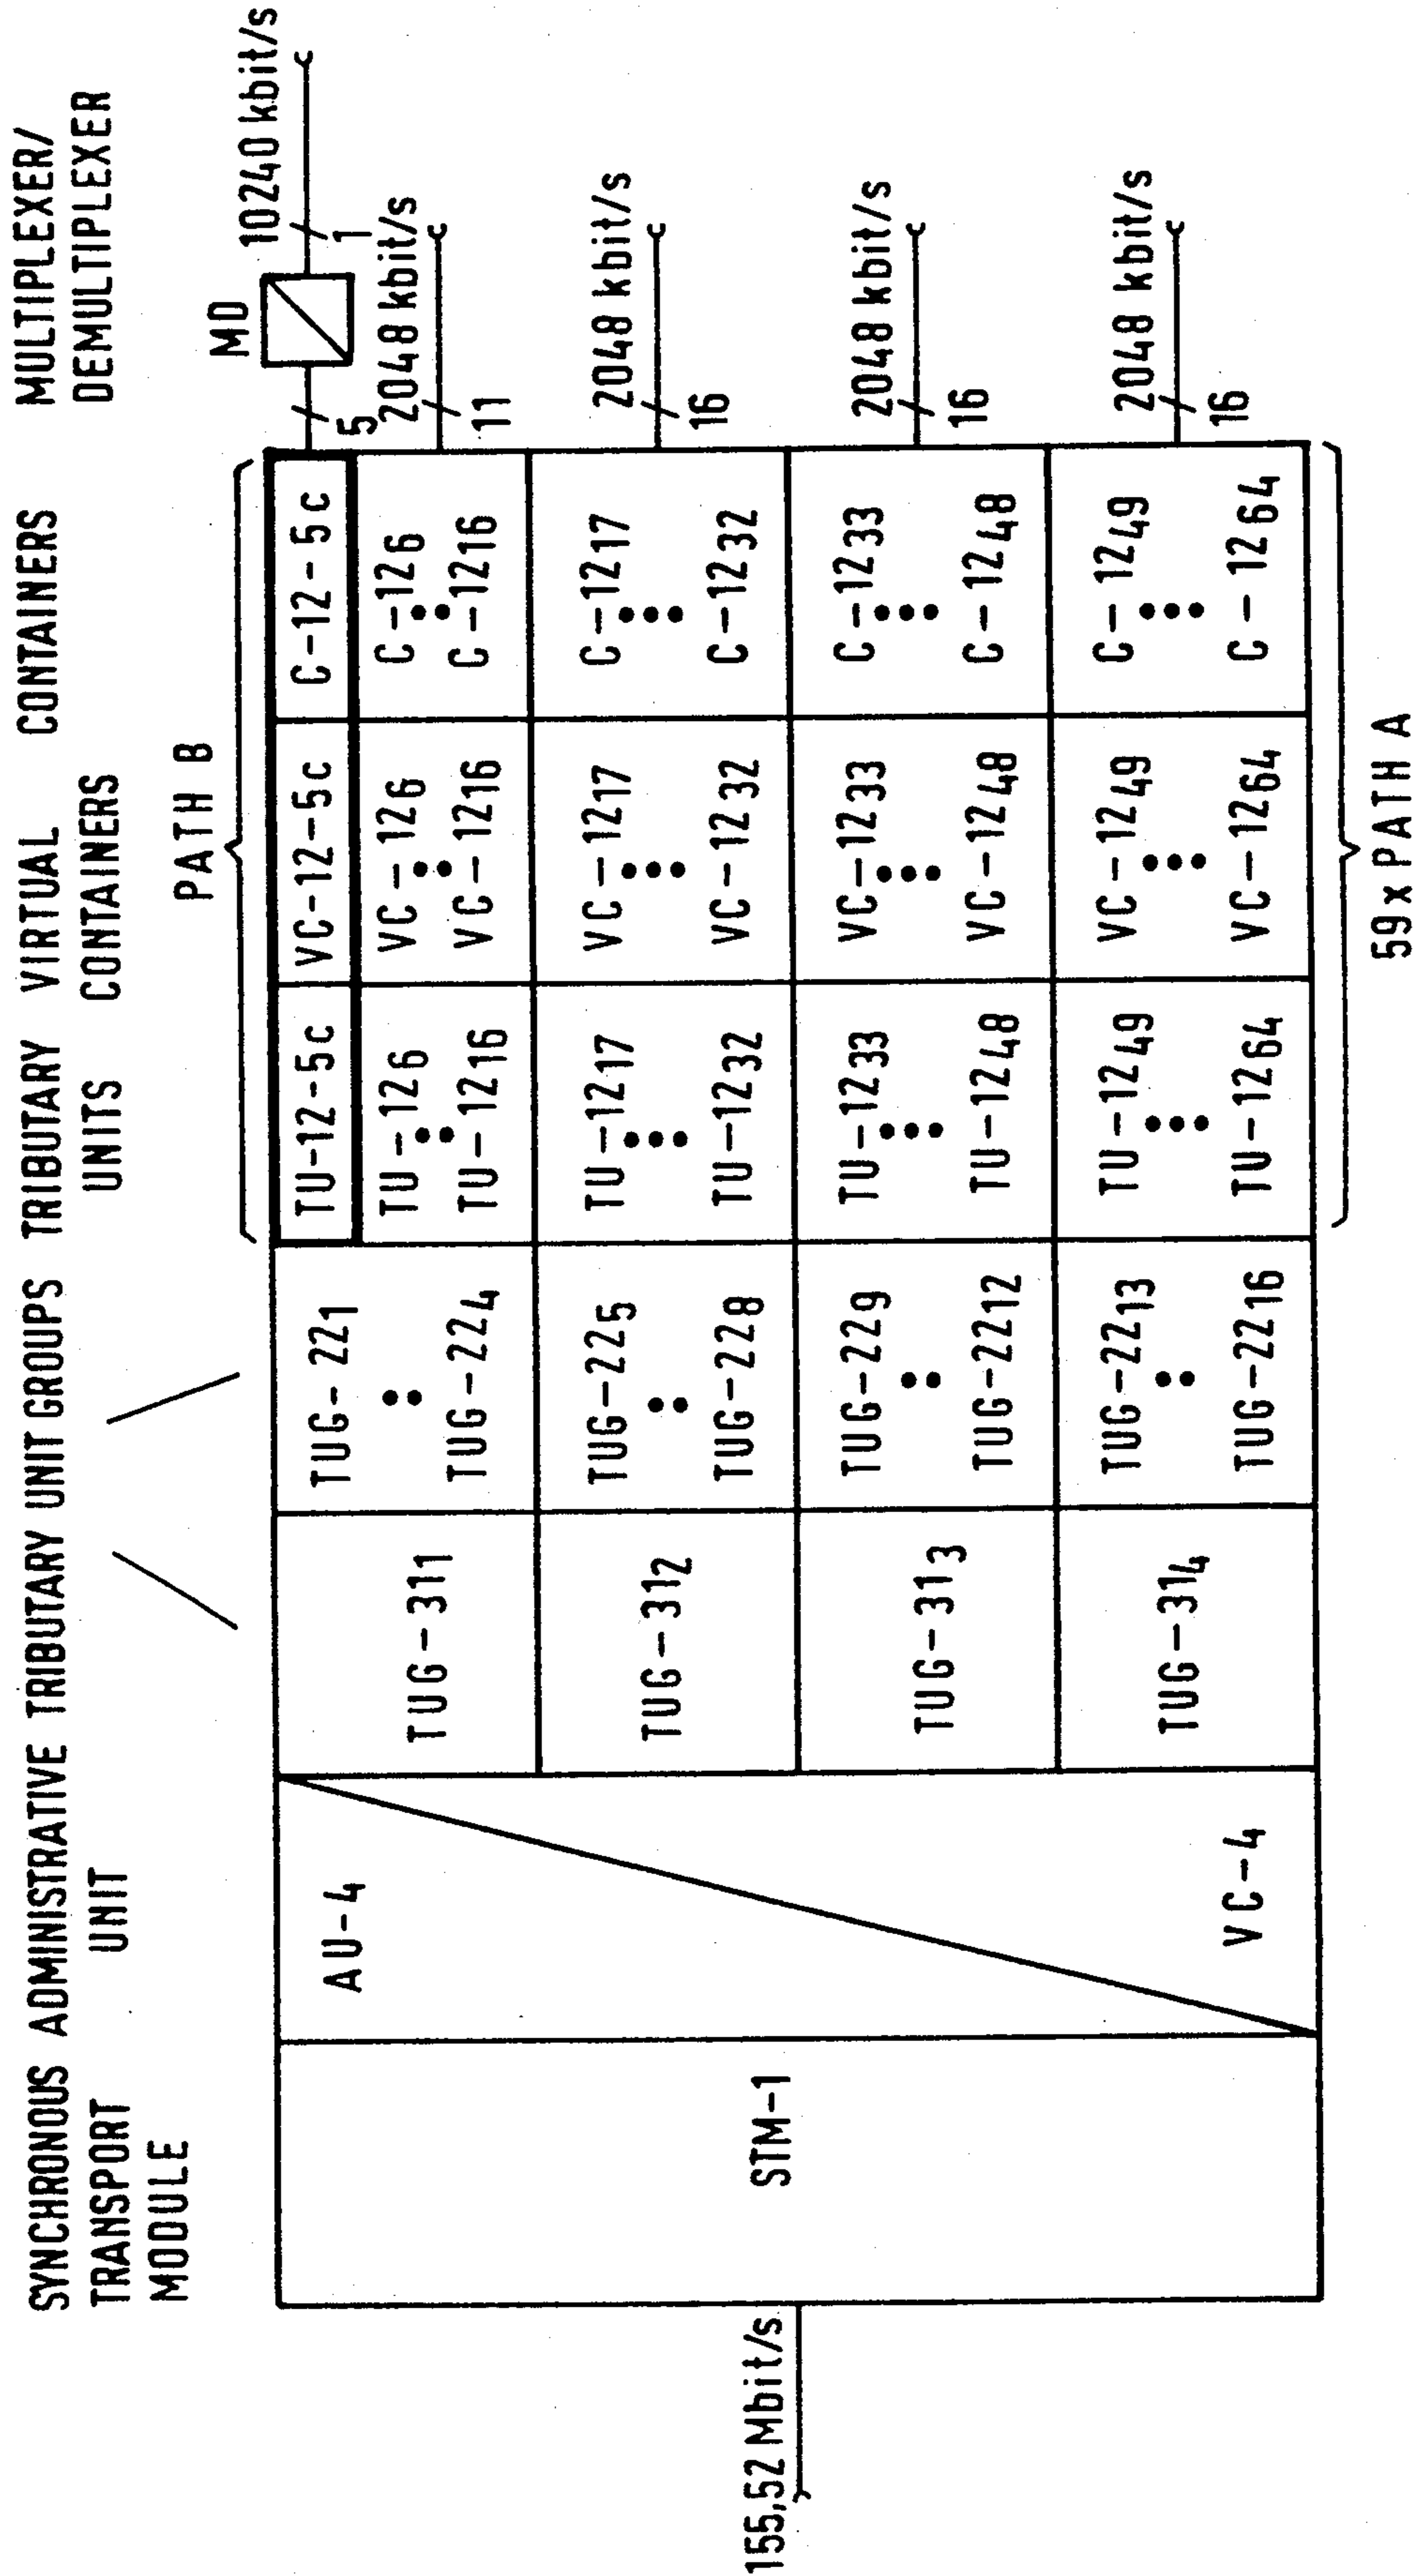 SYNCHRONOUS TRANSPORT MODULE
ADMINISTRATIVE UNIT
TRIBUTARY UNIT GROUPS
TRIBUTARY UNITS
VIRTUAL CONTAINERS
CONTAINERS
MULTIPLEXER/ DEMULTIPLEXER
PATH B
MD
10240 kbit/s
5
1
155,52 Mbit/s
STM-1
AU-4
VC-4
TUG-31₁
TUG-22₁
TUG-22₄
TU-12-5c
VC-12-5c
C-12-5c
TU-12₆
VC-12₆
C-12₆
TU-12₁₆
VC-12₁₆
C-12₁₆
2048 kbit/s
11
TUG-31₂
TUG-22₅
TUG-22₈
TU-12₁₇
VC-12₁₇
C-12₁₇
TU-12₃₂
VC-12₃₂
C-12₃₂
2048 kbit/s
16
TUG-31₃
TUG-22₉
TUG-22₁₂
TU-12₃₃
VC-12₃₃
C-12₃₃
TU-12₄₈
VC-12₄₈
C-12₄₈
2048 kbit/s
16
TUG-31₄
TUG-22₁₃
TUG-22₁₆
TU-12₄₉
VC-12₄₉
C-12₄₉
TU-12₆₄
VC-12₆₄
C-12₆₄
2048 kbit/s
16
59x PATH A